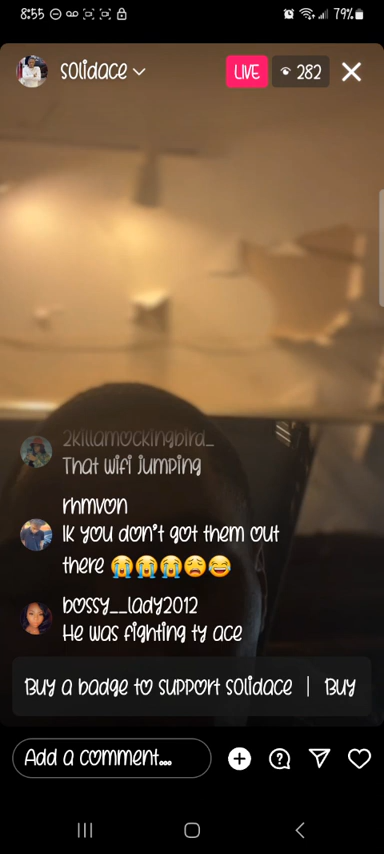 8:55 79%
solidace LIVE 282
2killamockingbird_
That wifi jumping
rhmvon
Ik you don't got them out
there 😭😭😭😩😂
bossy__lady2012
He was fighting ty ace
Buy a badge to support solidace | Buy
Add a comment...